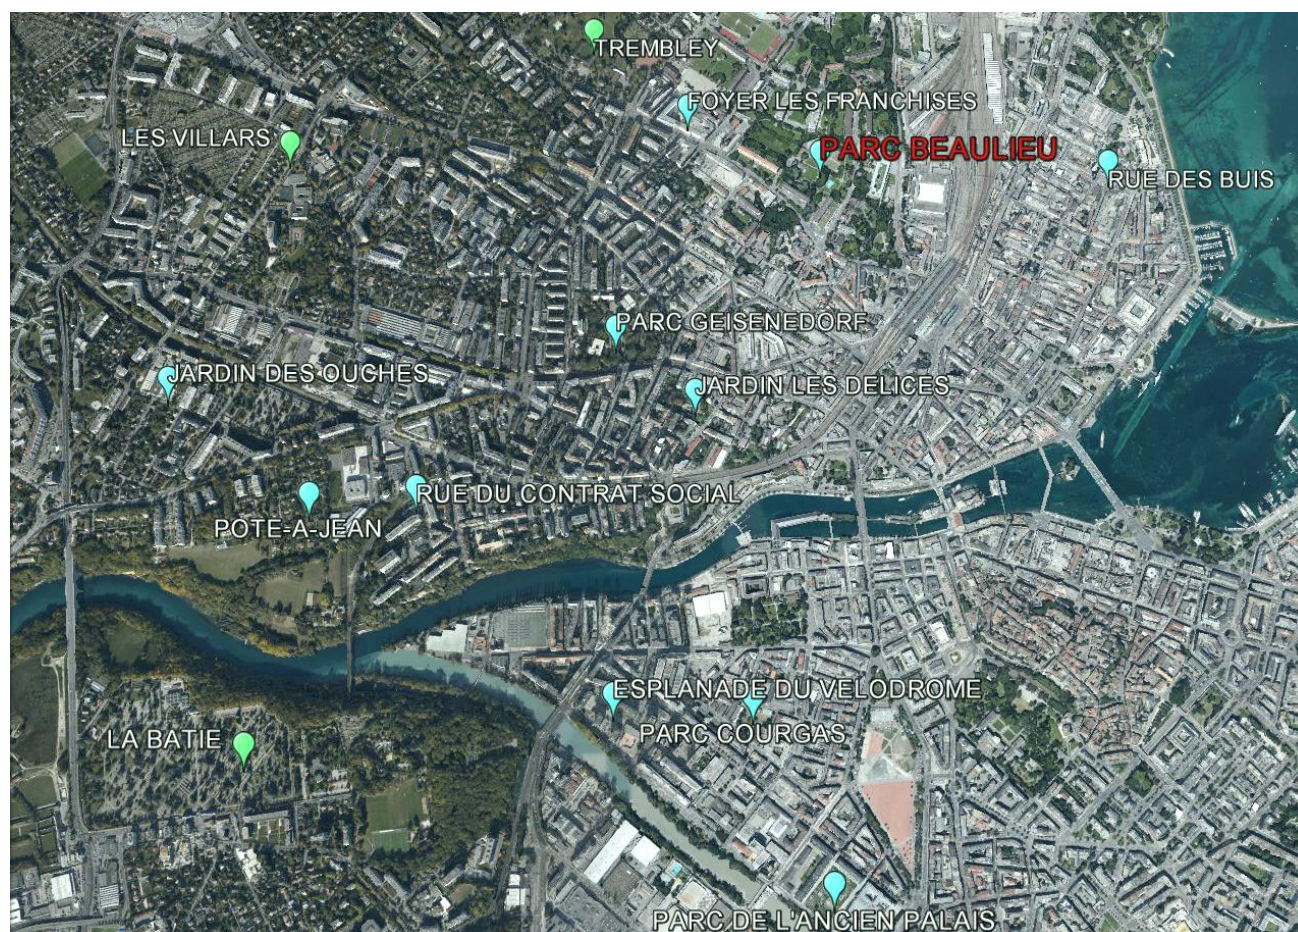 TREMBLEY
FOYER LES FRANCHISES
LES VILLARS
PARC BEAULIEU
RUE DES BUIS
PARC GEISENEDORF
JARDIN DES OUCHES
JARDIN LES DELICES
RUE DU CONTRAT SOCIAL
POTE-A-JEAN
ESPLANADE DU VELODROME
PARC COURGAS
LA BATIE
PARC DE L'ANCIEN PALAIS